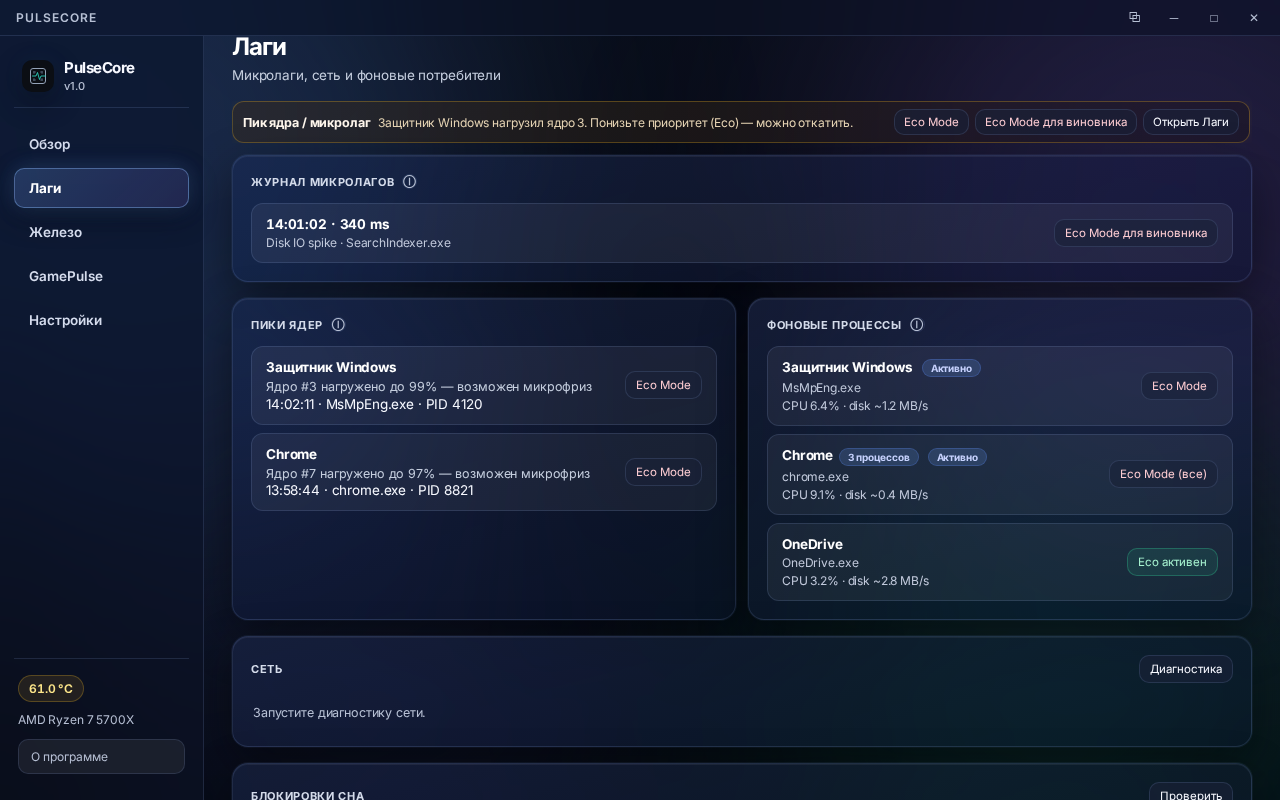 PULSECORE
PulseCore
v1.0
Обзор
Лаги
Железо
GamePulse
Настройки
61.0 °C
AMD Ryzen 7 5700X
О программе
Лаги
Микролаги, сеть и фоновые потребители
Пик ядра / микролаг Защитник Windows нагрузил ядро 3. Понизьте приоритет (Eco) — можно откатить. Eco Mode Eco Mode для виновника Открыть Лаги
ЖУРНАЛ МИКРОЛАГОВ
14:01:02 · 340 ms
Disk IO spike · SearchIndexer.exe
Eco Mode для виновника
ПИКИ ЯДЕР
Защитник Windows
Ядро #3 нагружено до 99% — возможен микрофриз
14:02:11 · MsMpEng.exe · PID 4120
Eco Mode
Chrome
Ядро #7 нагружено до 97% — возможен микрофриз
13:58:44 · chrome.exe · PID 8821
Eco Mode
ФОНОВЫЕ ПРОЦЕССЫ
Защитник Windows Активно
MsMpEng.exe
CPU 6.4% · disk ~1.2 MB/s
Eco Mode
Chrome 3 процессов Активно
chrome.exe
CPU 9.1% · disk ~0.4 MB/s
Eco Mode (все)
OneDrive
OneDrive.exe
CPU 3.2% · disk ~2.8 MB/s
Eco активен
СЕТЬ
Диагностика
Запустите диагностику сети.
БЛОКИРОВКИ СНА
Проверить